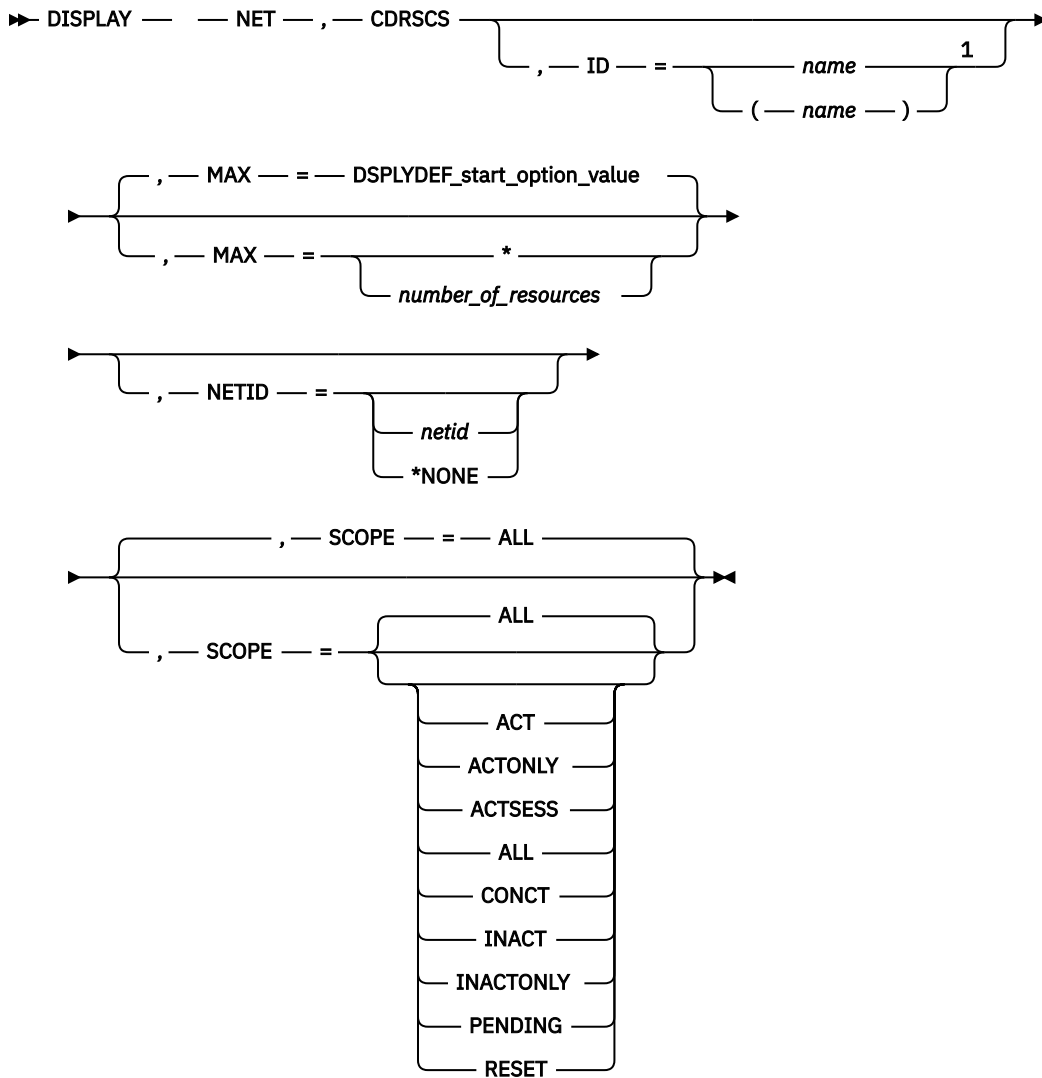 DISPLAY NET , CDRSCS
, ID = name 1
( name )
, MAX = DSPLYDEF_start_option_value
, MAX = *
number_of_resources
, NETID =
netid
*NONE
, SCOPE = ALL
ALL
, SCOPE =
ACT
ACTONLY
ACTSESS
ALL
CONCT
INACT
INACTONLY
PENDING
RESET